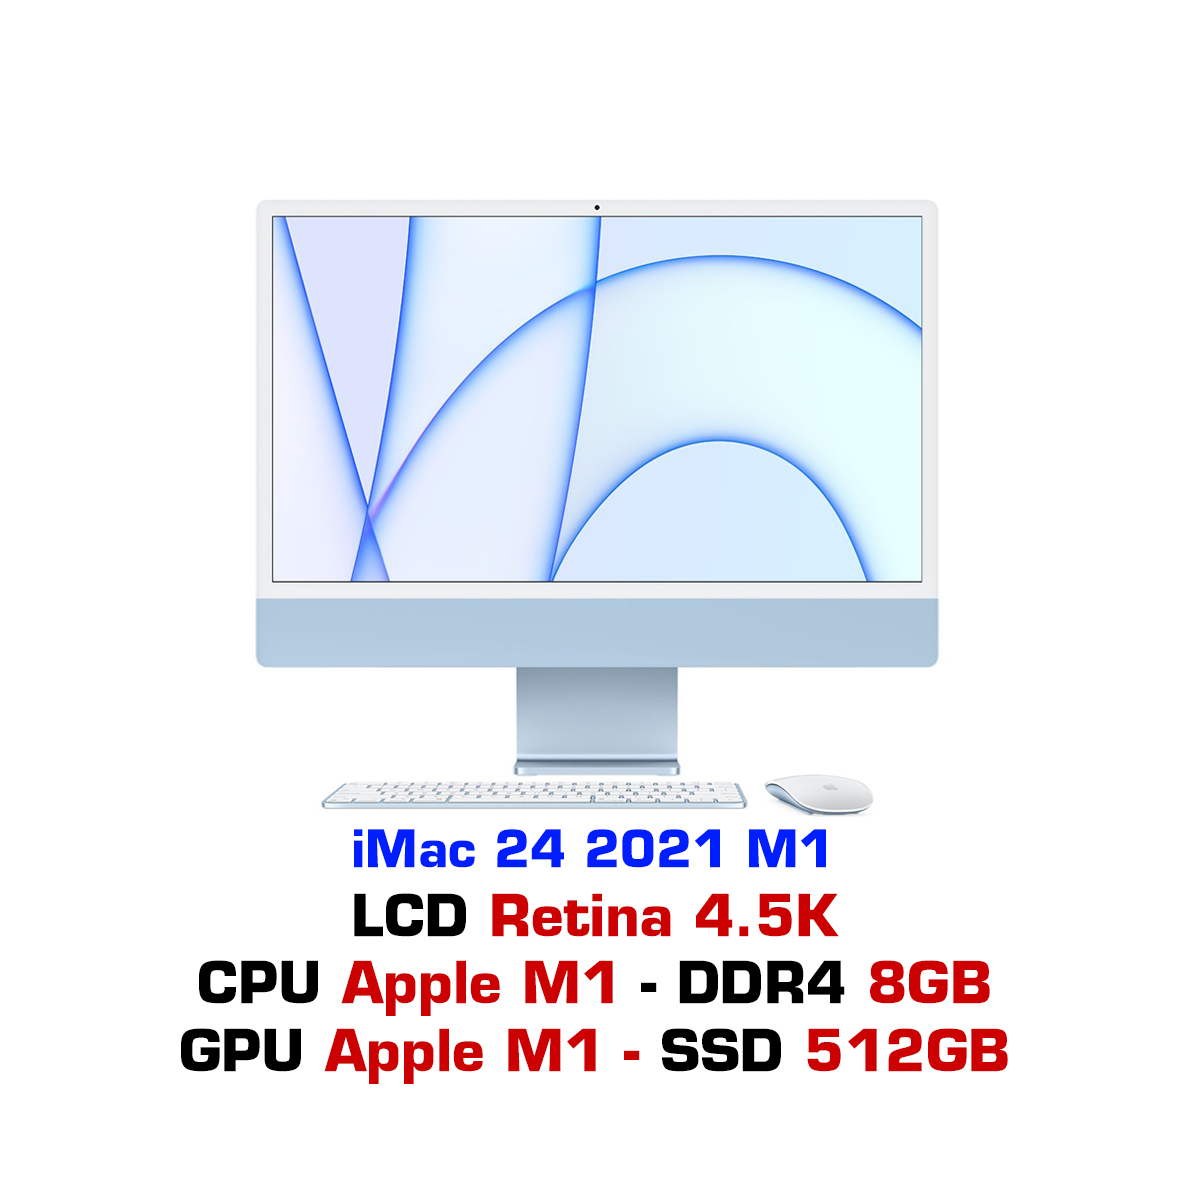 iMac 24 2021 M1
LCD Retina 4.5K
CPU Apple M1 - DDR4 8GB
GPU Apple M1 - SSD 512GB